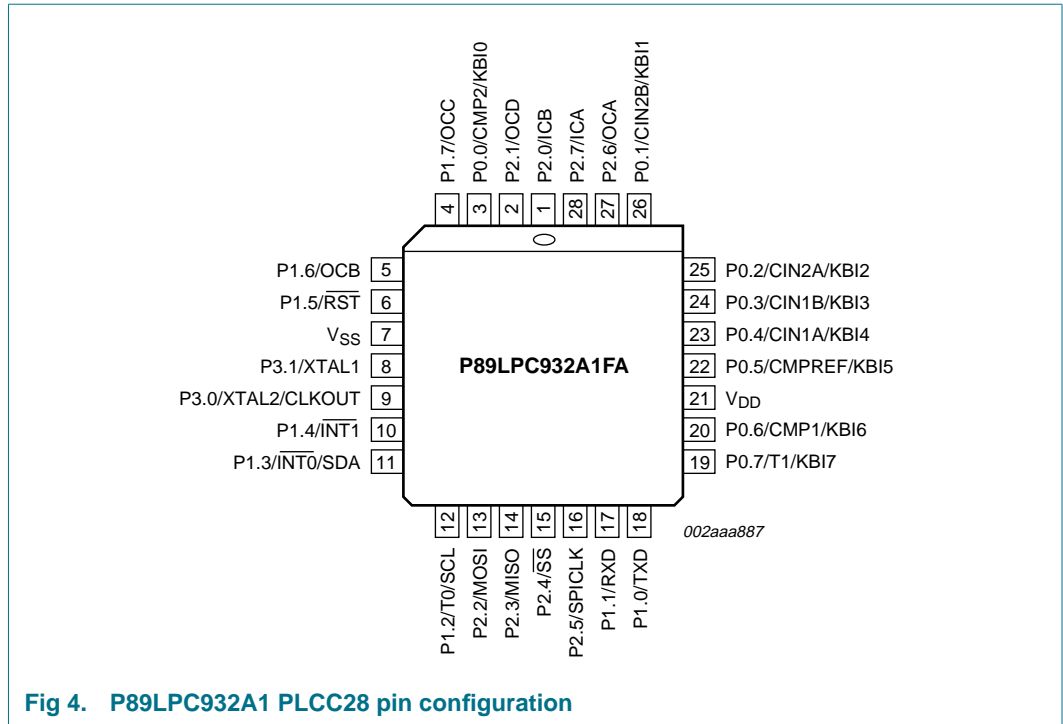 P1.7/OCC
P0.0/CMP2/KBI0
P2.1/OCD
P2.0/ICB
P2.7/ICA
P2.6/OCA
P0.1/CIN2B/KBI1
4
3
2
1
28
27
26
P1.6/OCB 5
P1.5/R̅S̅T̅ 6
VSS 7
P3.1/XTAL1 8
P3.0/XTAL2/CLKOUT 9
P1.4/I̅N̅T̅1̅ 10
P1.3/I̅N̅T̅0̅/SDA 11
P89LPC932A1FA
25 P0.2/CIN2A/KBI2
24 P0.3/CIN1B/KBI3
23 P0.4/CIN1A/KBI4
22 P0.5/CMPREF/KBI5
21 VDD
20 P0.6/CMP1/KBI6
19 P0.7/T1/KBI7
12
13
14
15
16
17
18
P1.2/T0/SCL
P2.2/MOSI
P2.3/MISO
P2.4/S̅S̅
P2.5/SPICLK
P1.1/RXD
P1.0/TXD
002aaa887
Fig 4. P89LPC932A1 PLCC28 pin configuration